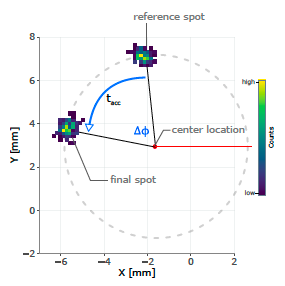 reference spot
8
high
6
t_acc
4
Δϕ
center location
Counts
Y [mm]
2
final spot
low
0
−2
−6
−4
−2
0
2
X [mm]